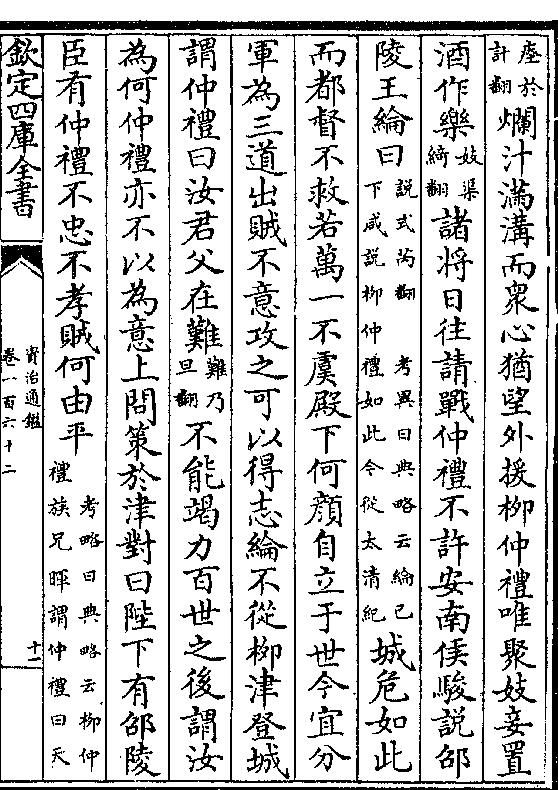 瘞於計翻爛汁滿溝而衆心猶望外援柳仲禮唯聚妓妾置
酒作樂妓渠綺翻諸將日往請戰仲禮不許安南侯駿說邵
陵王綸曰說式芮翻 考異曰典略云綸已下咸說柳仲禮如此今從太清紀城危如此
而都督不救若萬一不虞殿下何顔自立于世今宜分
軍為三道出賊不意攻之可以得志綸不從柳津登城
謂仲禮曰汝君父在難難乃旦翻不能竭力百世之後謂汝
為何仲禮亦不以為意上問策於津對曰陛下有邵陵
臣有仲禮不忠不孝賊何由平 考略曰典略云柳仲禮族兄暉謂仲禮曰天
欽定四庫全書
資治通鑑
卷一百六十二
十一